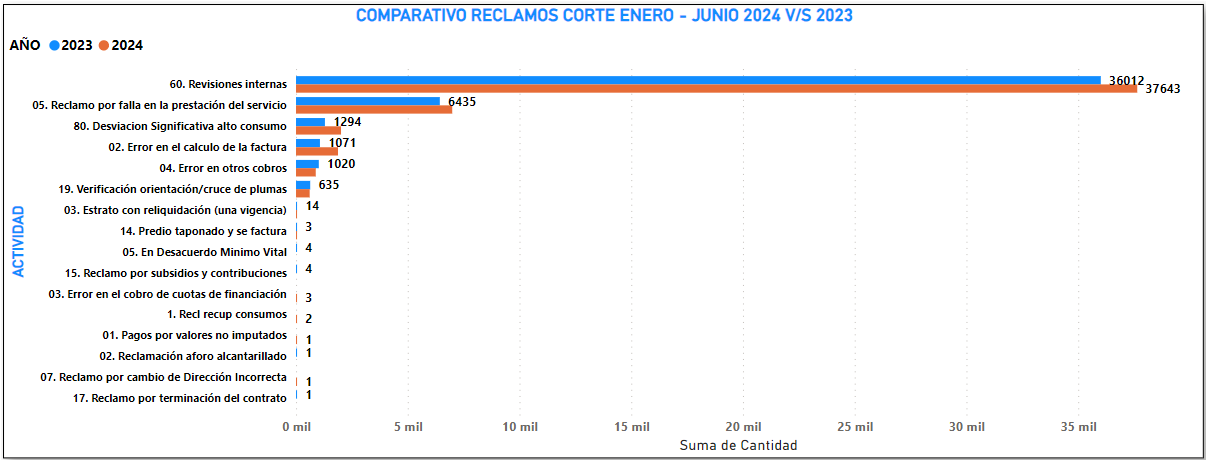 COMPARATIVO RECLAMOS CORTE ENERO - JUNIO 2024 V/S 2023
AÑO 2023 2024
ACTIVIDAD
60. Revisiones internas 36012
37643
05. Reclamo por falla en la prestación del servicio 6435
80. Desviacion Significativa alto consumo 1294
02. Error en el calculo de la factura 1071
04. Error en otros cobros 1020
19. Verificación orientación/cruce de plumas 635
03. Estrato con reliquidación (una vigencia) 14
14. Predio taponado y se factura 3
05. En Desacuerdo Minimo Vital 4
15. Reclamo por subsidios y contribuciones 4
03. Error en el cobro de cuotas de financiación 3
1. Recl recup consumos 2
01. Pagos por valores no imputados 1
02. Reclamación aforo alcantarillado 1
07. Reclamo por cambio de Dirección Incorrecta 1
17. Reclamo por terminación del contrato 1
0 mil 5 mil 10 mil 15 mil 20 mil 25 mil 30 mil 35 mil
Suma de Cantidad